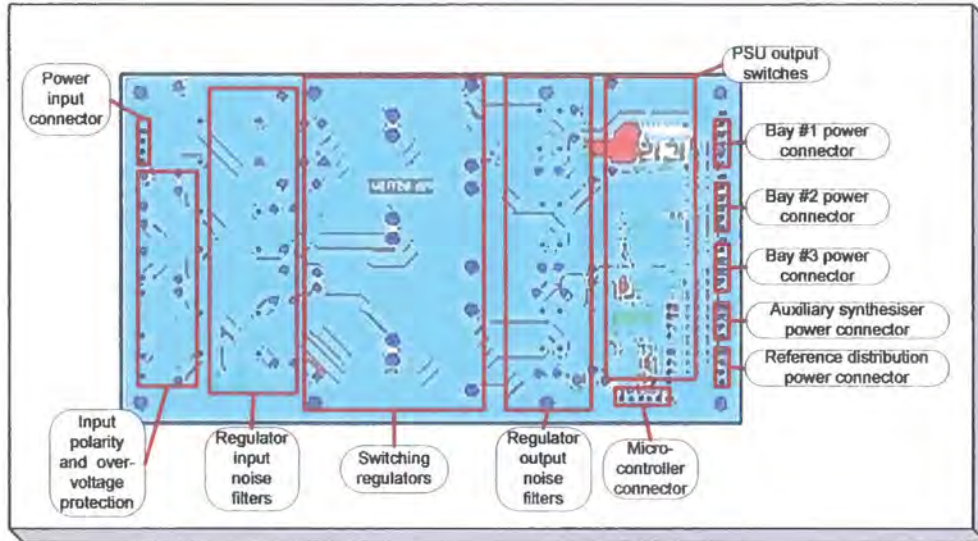 PSU output
switches
Power
input
connector
Bay #1 power
connector
Bay #2 power
connector
Bay #3 power
connector
Auxiliary synthesiser
power connector
Reference distribution
power connector
Input
polarity
and over-
voltage
protection
Regulator
input
noise
filters
Switching
regulators
Regulator
output
noise
filters
Micro-
controller
connector